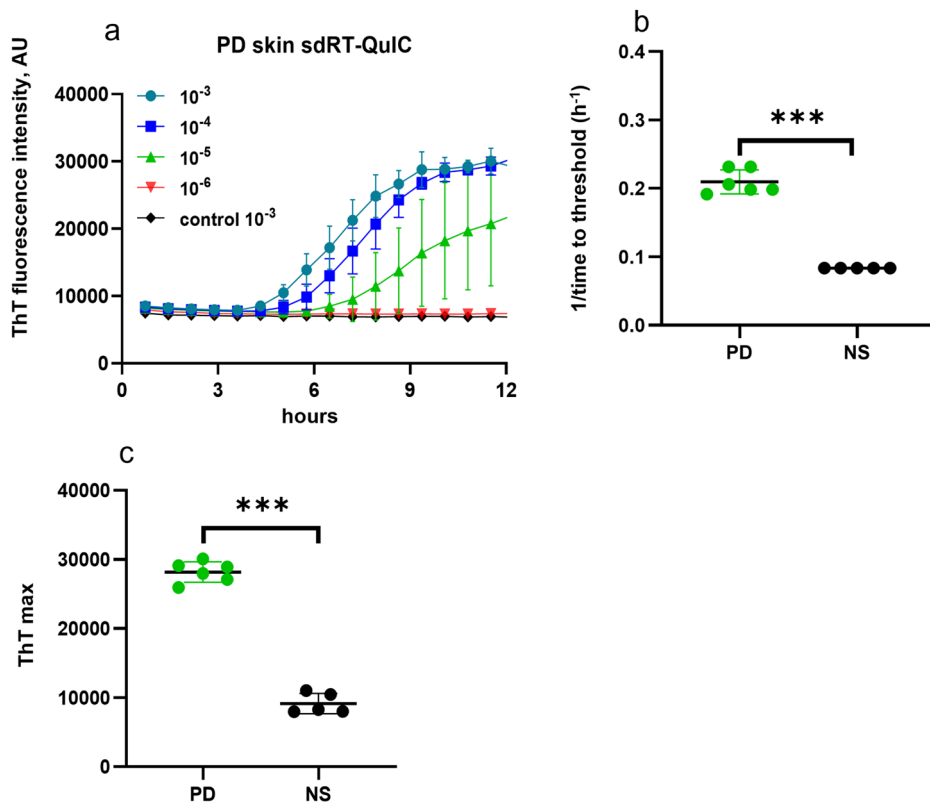 a
PD skin sdRT-QuIC
ThT fluorescence intensity, AU
40000
30000
20000
10000
0
10⁻³
10⁻⁴
10⁻⁵
10⁻⁶
control 10⁻³
0 3 6 9 12
hours
b
1/time to threshold (h⁻¹)
0.4
0.3
0.2
0.1
0.0
***
PD NS
c
ThT max
40000
30000
20000
10000
0
***
PD NS